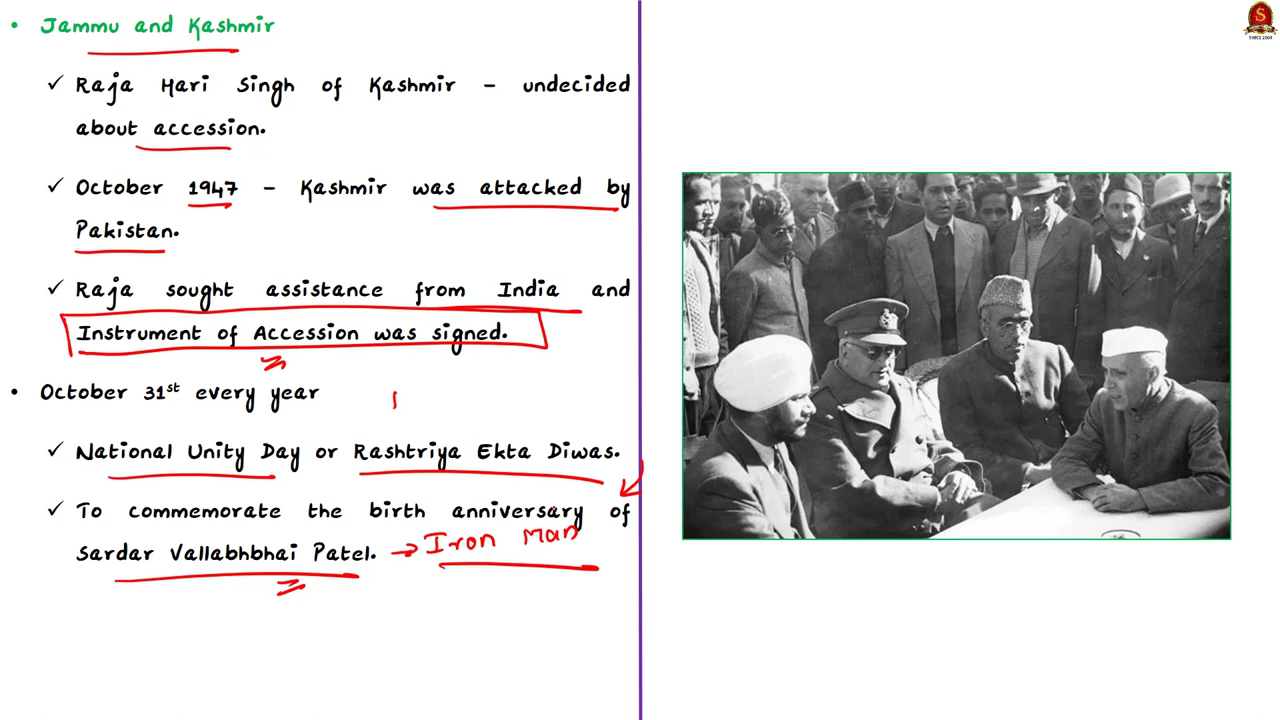 • Jammu and Kashmir
✓ Raja Hari Singh of Kashmir – undecided
about accession.
✓ October 1947 – Kashmir was attacked by
Pakistan.
✓ Raja sought assistance from India and
Instrument of Accession was signed.
• October 31st every year
✓ National Unity Day or Rashtriya Ekta Diwas.
✓ To commemorate the birth anniversary of
Sardar Vallabhbhai Patel. → Iron Man
S
SINCE 2004